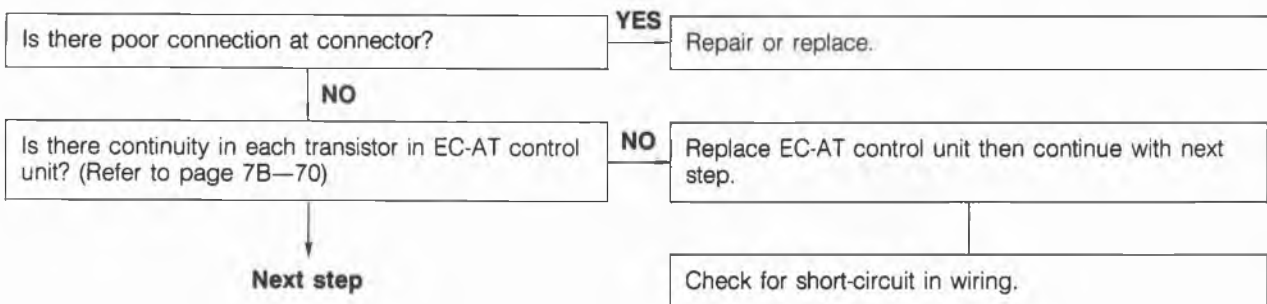 Is there poor connection at connector?
YES
Repair or replace.
NO
Is there continuity in each transistor in EC-AT control
unit? (Refer to page 7B—70)
NO
Replace EC-AT control unit then continue with next
step.
Next step
Check for short-circuit in wiring.